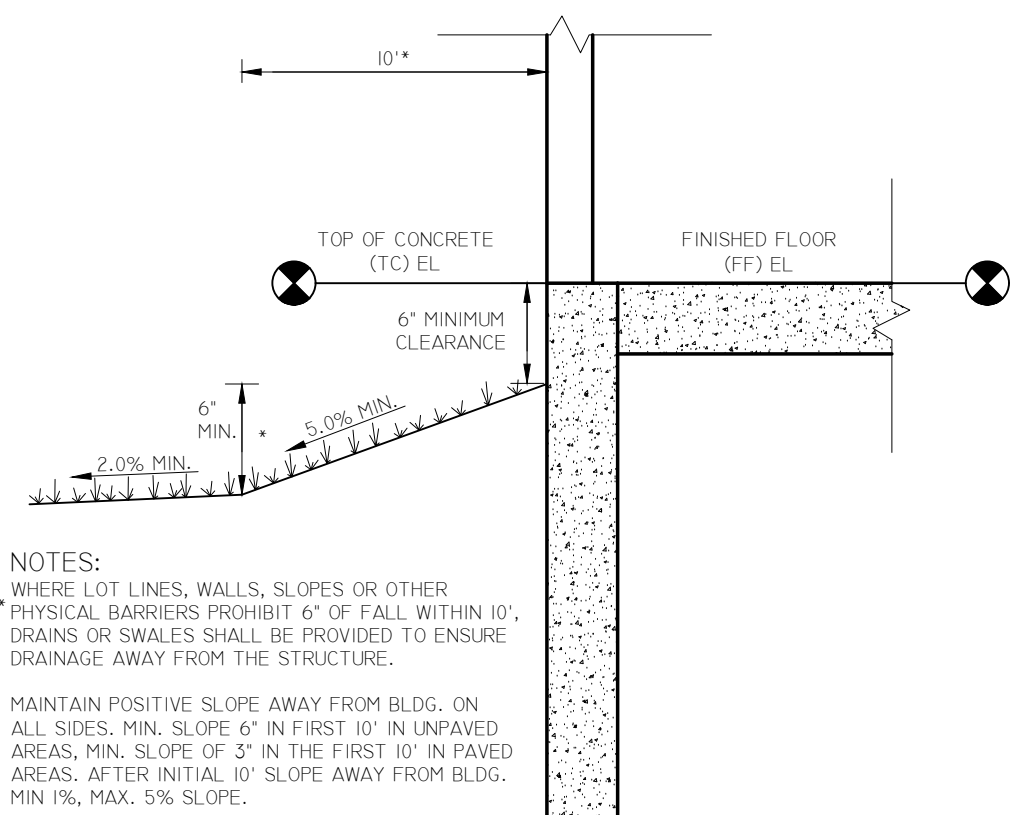 10'*
TOP OF CONCRETE
(TC) EL
FINISHED FLOOR
(FF) EL
6" MINIMUM
CLEARANCE
6"
MIN.
*
5.0% MIN.
2.0% MIN.
NOTES:
WHERE LOT LINES, WALLS, SLOPES OR OTHER
* PHYSICAL BARRIERS PROHIBIT 6" OF FALL WITHIN 10',
DRAINS OR SWALES SHALL BE PROVIDED TO ENSURE
DRAINAGE AWAY FROM THE STRUCTURE.
MAINTAIN POSITIVE SLOPE AWAY FROM BLDG. ON
ALL SIDES. MIN. SLOPE 6" IN FIRST 10' IN UNPAVED
AREAS, MIN. SLOPE OF 3" IN THE FIRST 10' IN PAVED
AREAS. AFTER INITIAL 10' SLOPE AWAY FROM BLDG.
MIN 1%, MAX. 5% SLOPE.